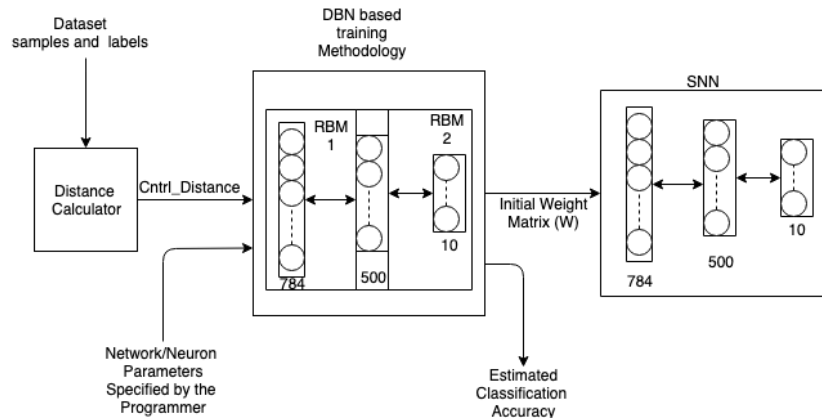 Dataset
samples and labels
Distance
Calculator
Cntrl_Distance
Network/Neuron
Parameters
Specified by the
Programmer
DBN based
training
Methodology
RBM
1
RBM
2
784
500
10
Initial Weight
Matrix (W)
Estimated
Classification
Accuracy
SNN
784
500
10